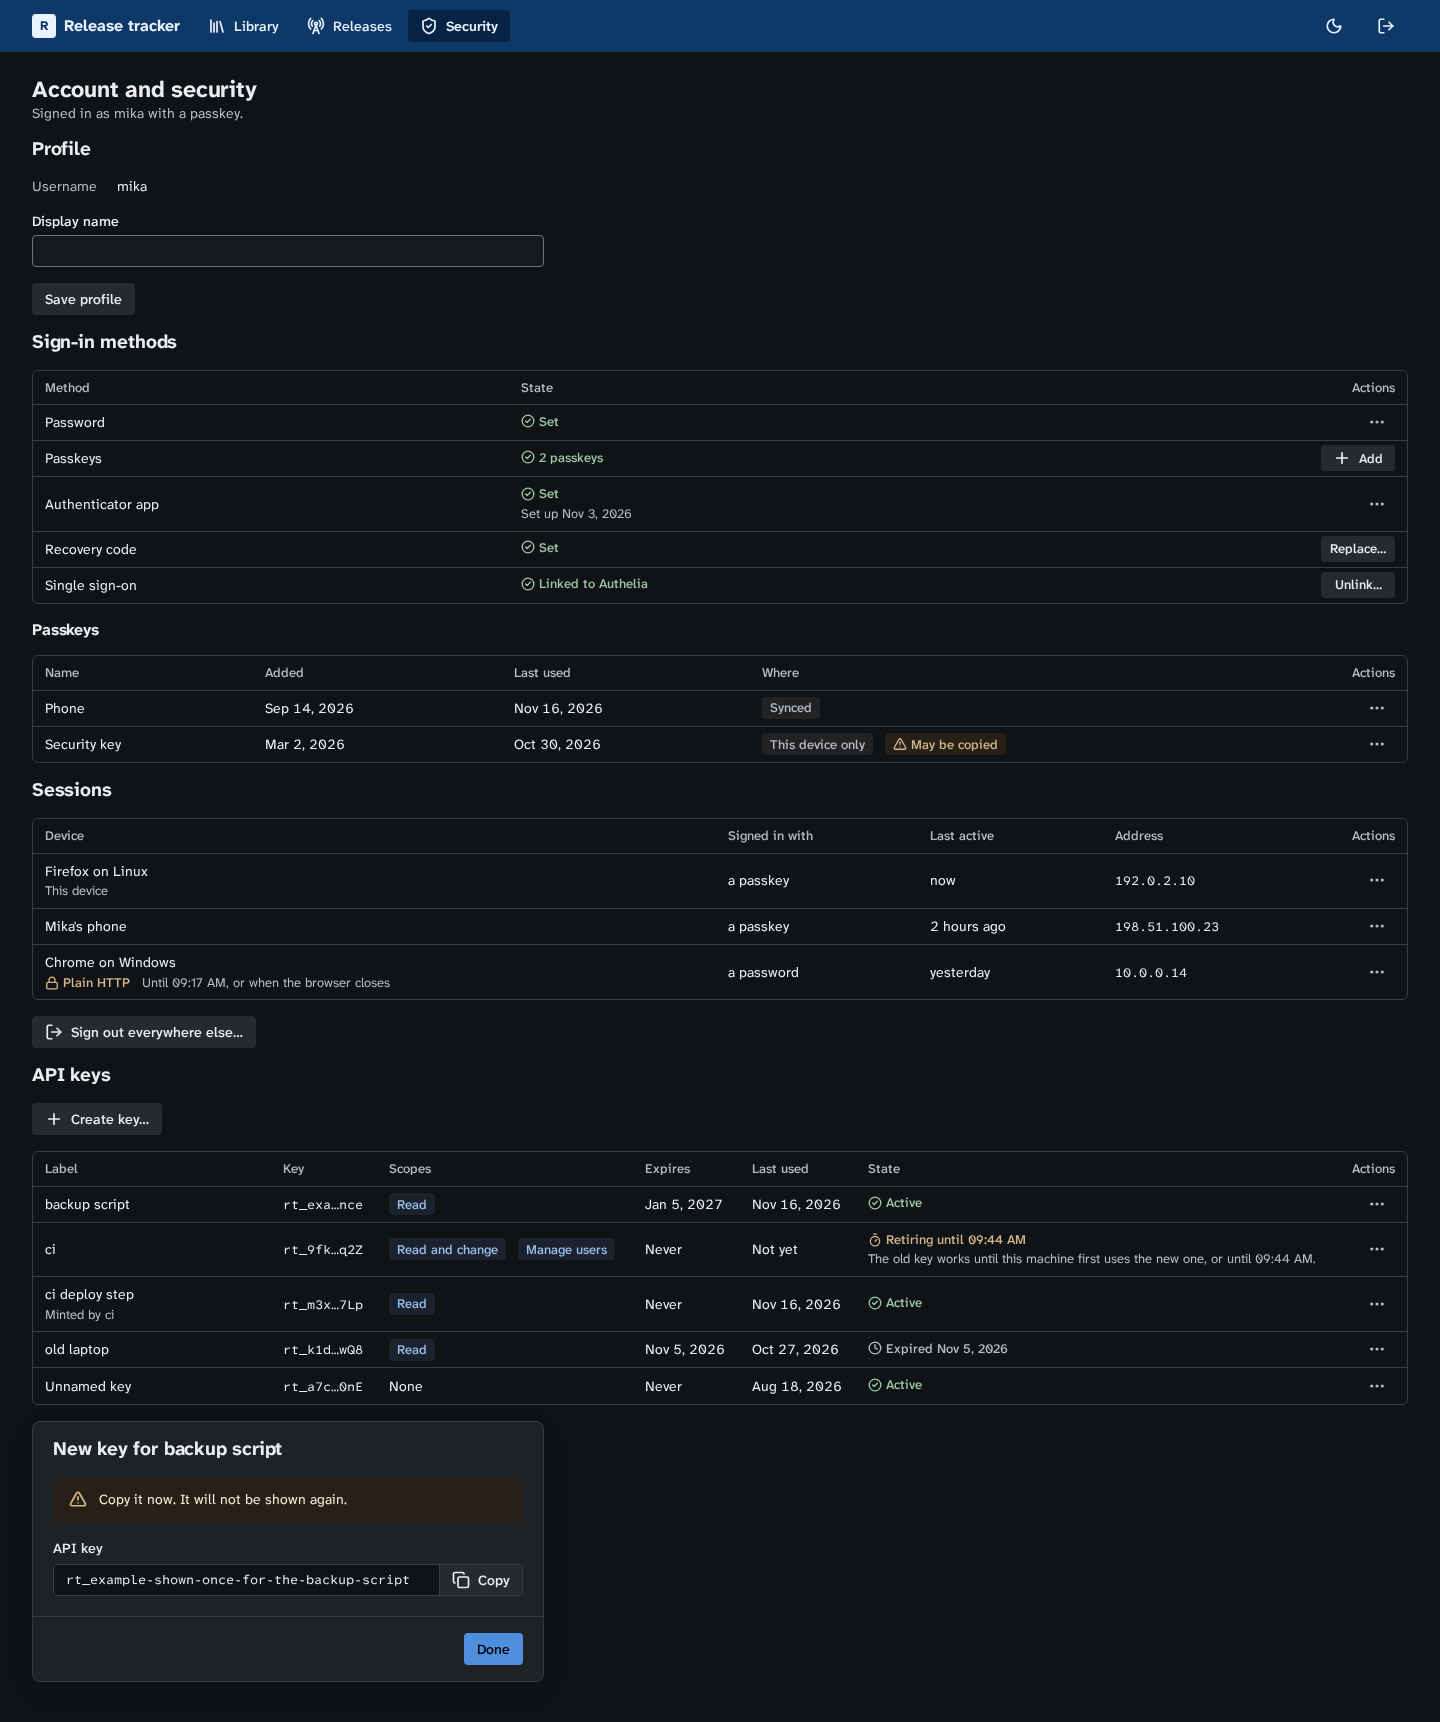 R Release tracker Library Releases Security
Account and security
Signed in as mika with a passkey.
Profile
Username mika
Display name
Save profile
Sign-in methods
Method State Actions
Password Set
Passkeys 2 passkeys Add
Authenticator app Set
Set up Nov 3, 2026
Recovery code Set Replace…
Single sign-on Linked to Authelia Unlink…
Passkeys
Name Added Last used Where Actions
Phone Sep 14, 2026 Nov 16, 2026 Synced
Security key Mar 2, 2026 Oct 30, 2026 This device only May be copied
Sessions
Device Signed in with Last active Address Actions
Firefox on Linux a passkey now 192.0.2.10
This device
Mika's phone a passkey 2 hours ago 198.51.100.23
Chrome on Windows a password yesterday 10.0.0.14
Plain HTTP Until 09:17 AM, or when the browser closes
Sign out everywhere else…
API keys
Create key…
Label Key Scopes Expires Last used State Actions
backup script rt_exa…nce Read Jan 5, 2027 Nov 16, 2026 Active
ci rt_9fk…q2Z Read and change Manage users Never Not yet Retiring until 09:44 AM
The old key works until this machine first uses the new one, or until 09:44 AM.
ci deploy step rt_m3x…7Lp Read Never Nov 16, 2026 Active
Minted by ci
old laptop rt_k1d…wQ8 Read Nov 5, 2026 Oct 27, 2026 Expired Nov 5, 2026
Unnamed key rt_a7c…0nE None Never Aug 18, 2026 Active
New key for backup script
Copy it now. It will not be shown again.
API key
rt_example-shown-once-for-the-backup-script Copy
Done